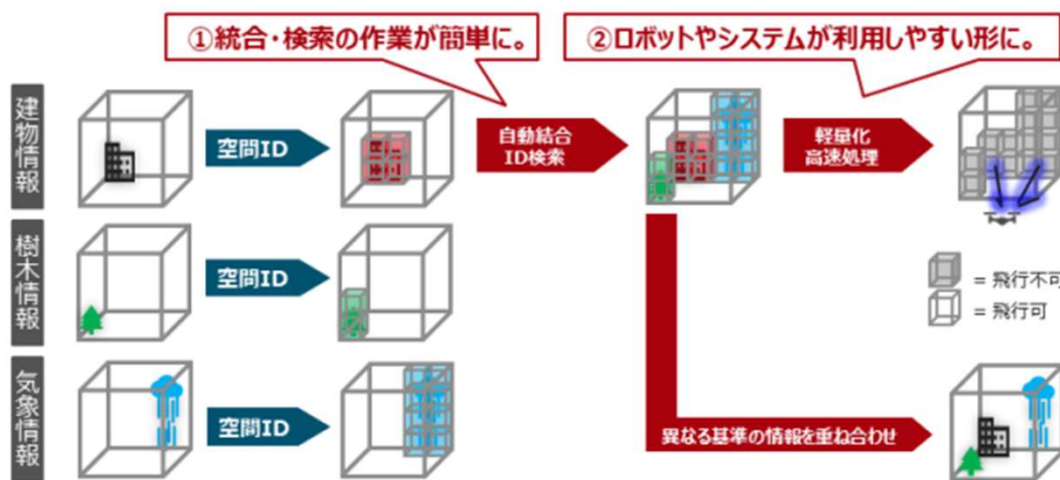 ①統合・検索の作業が簡単に。
②ロボットやシステムが利用しやすい形に。
建物情報
空間ID
自動結合
ID検索
軽量化
高速処理
樹木情報
空間ID
= 飛行不可
= 飛行可
気象情報
空間ID
異なる基準の情報を重ね合わせ